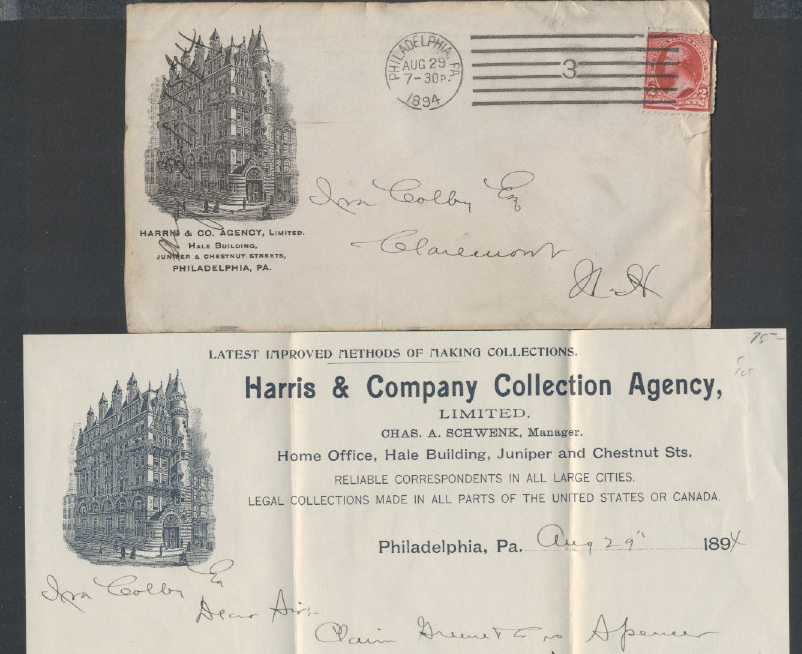 PHILADELPHIA, PA.
AUG 29
7-30P.
1894
3
2
HARRIS & CO. AGENCY, LIMITED.
HALE BUILDING,
JUNIPER & CHESTNUT STREETS,
PHILADELPHIA, PA.
Ira Colby Esq
Claremont
N.H
75-
LATEST IMPROVED METHODS OF MAKING COLLECTIONS.
Harris & Company Collection Agency,
LIMITED.
CHAS. A. SCHWENK, Manager.
Home Office, Hale Building, Juniper and Chestnut Sts.
RELIABLE CORRESPONDENTS IN ALL LARGE CITIES.
LEGAL COLLECTIONS MADE IN ALL PARTS OF THE UNITED STATES OR CANADA.
Philadelphia, Pa. Aug 29" 1894
Ira Colby Esq
Dear Sir:
Claim Spencer